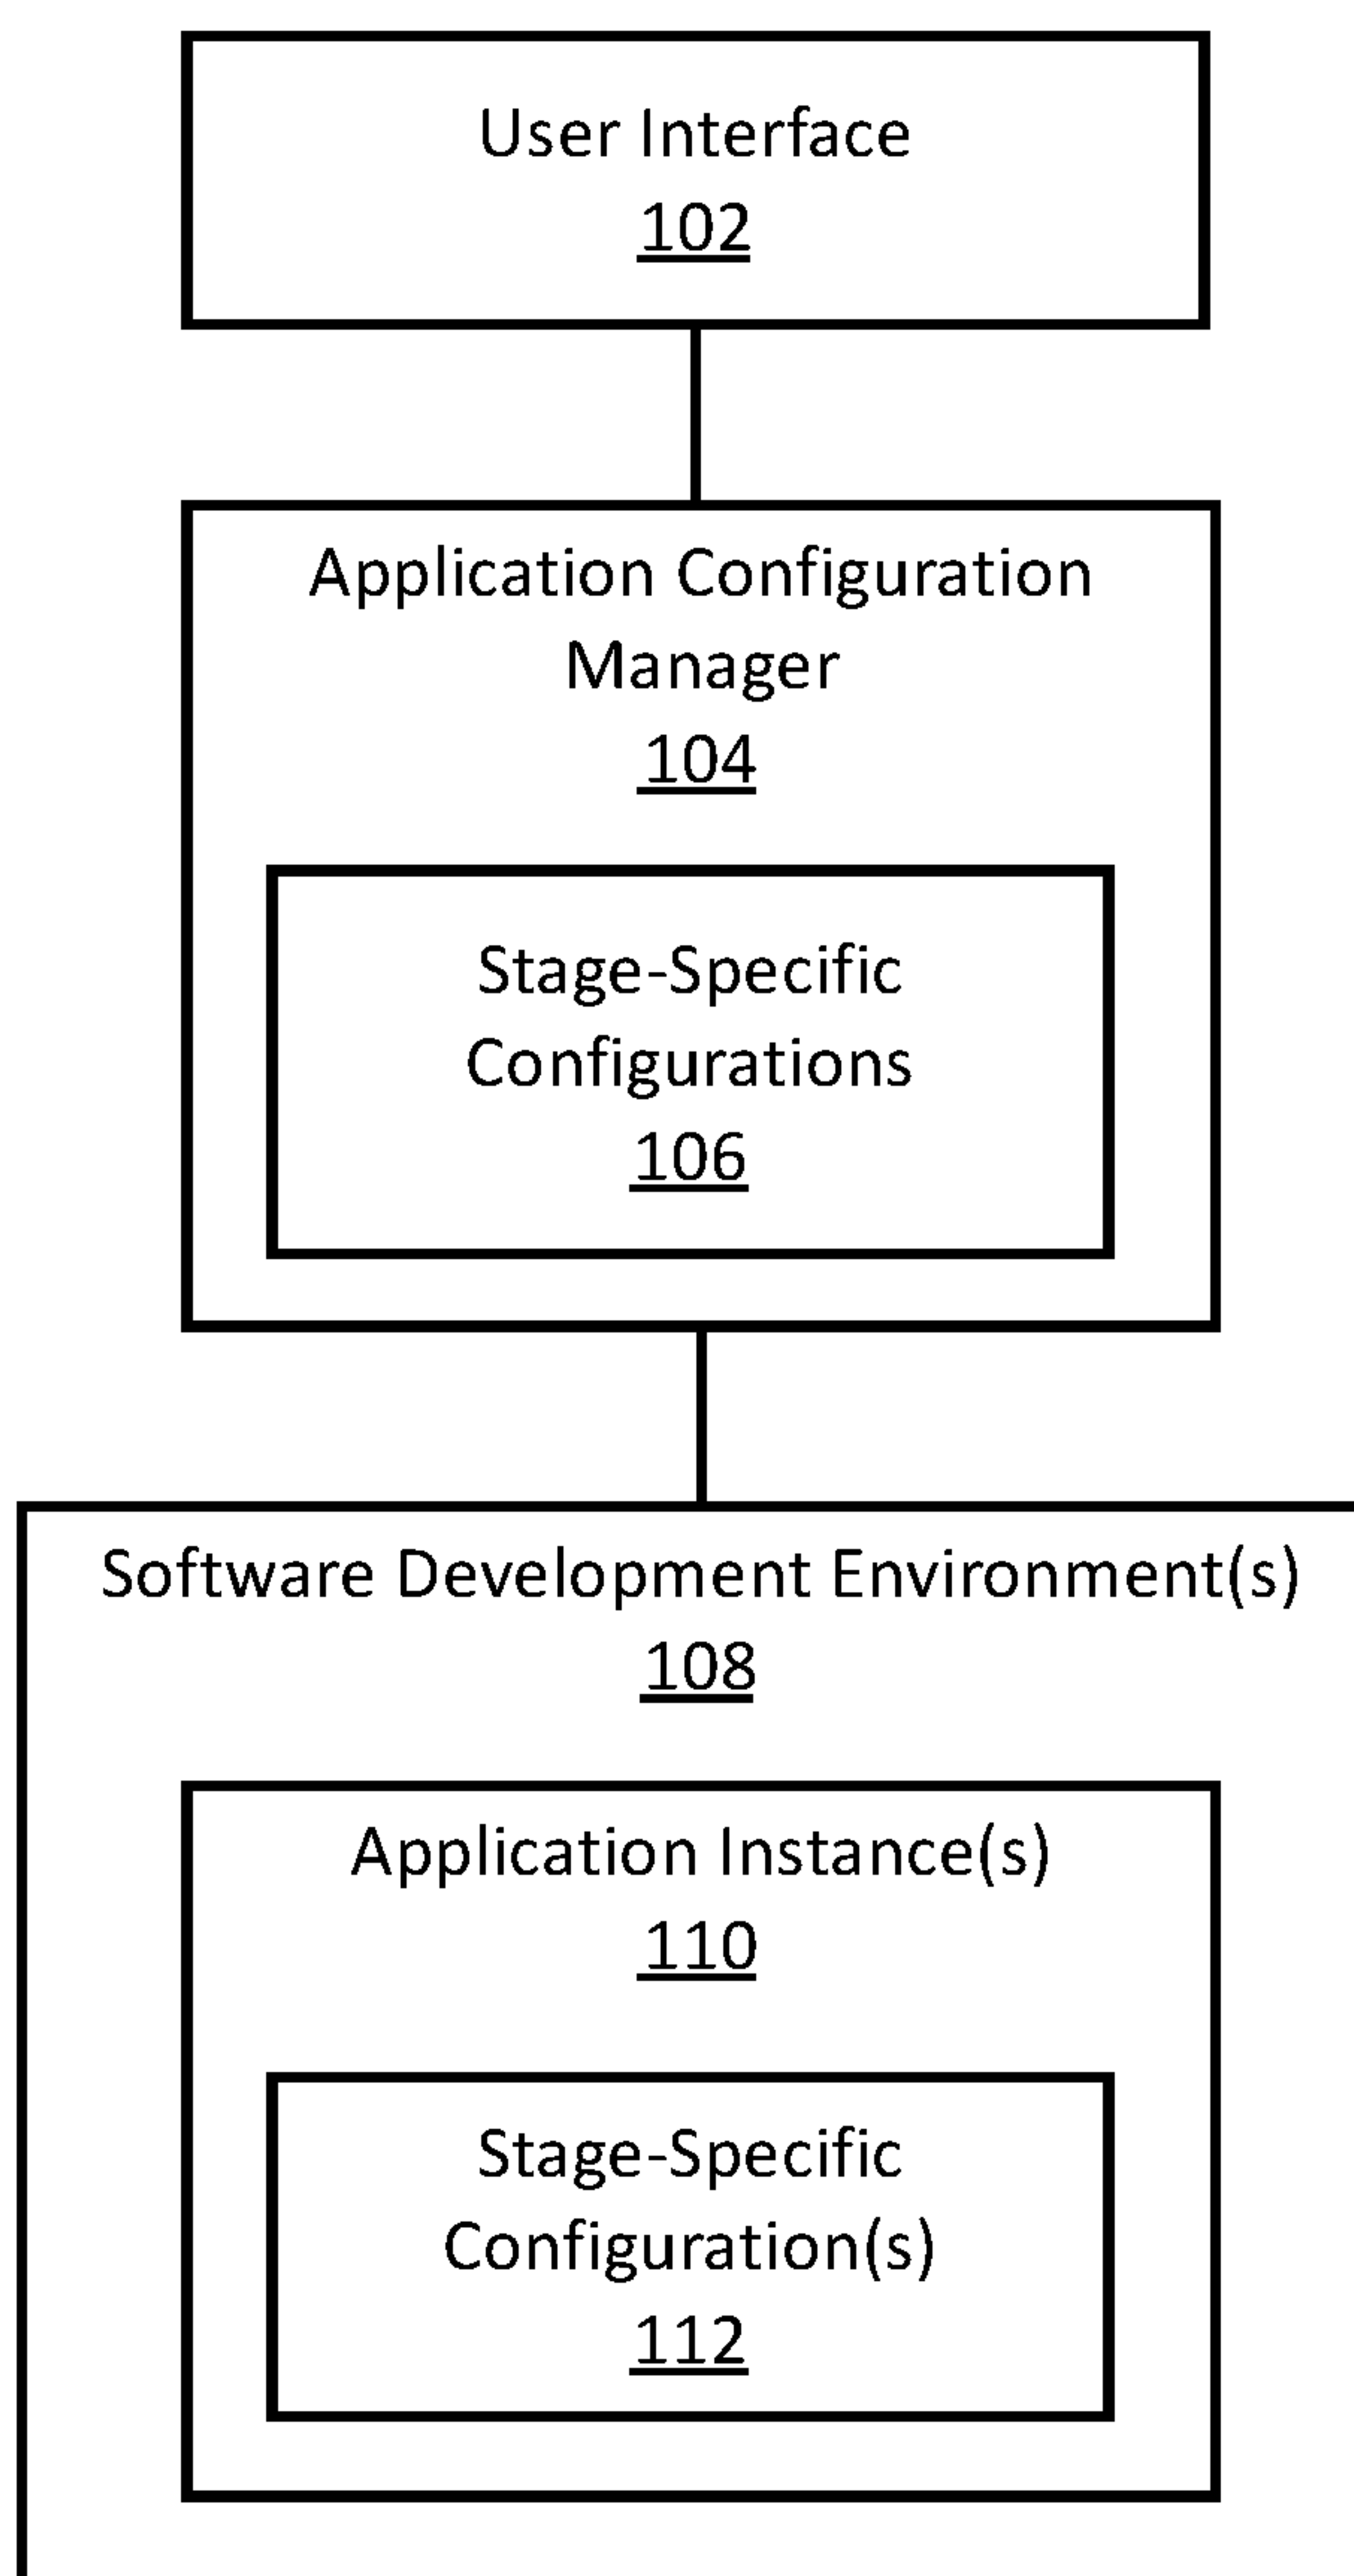 User Interface
102
Application Configuration
Manager
104
Stage-Specific
Configurations
106
Software Development Environment(s)
108
Application Instance(s)
110
Stage-Specific
Configuration(s)
112